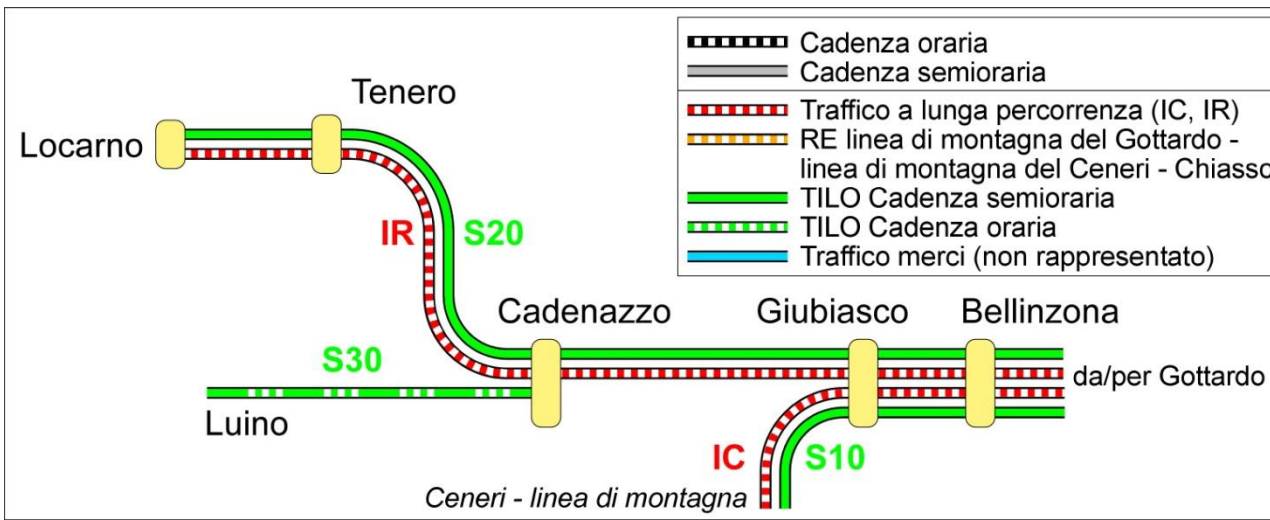 Cadenza oraria
Cadenza semioraria
Traffico a lunga percorrenza (IC, IR)
RE linea di montagna del Gottardo -
linea di montagna del Ceneri - Chiasso
TILO Cadenza semioraria
TILO Cadenza oraria
Traffico merci (non rappresentato)
Tenero
Locarno
IR
S20
Cadenazzo
Giubiasco
Bellinzona
S30
da/per Gottardo
Luino
IC
S10
Ceneri - linea di montagna